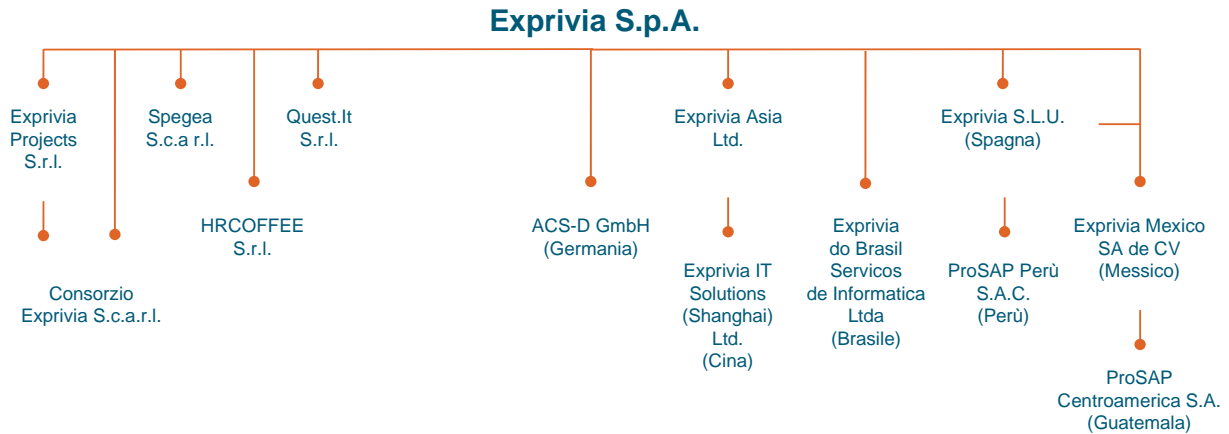 Exprivia S.p.A.
Exprivia
Projects
S.r.l.
Spegea
S.c.a r.l.
Quest.It
S.r.l.
Exprivia Asia
Ltd.
Exprivia S.L.U.
(Spagna)
HRCOFFEE
S.r.l.
ACS-D GmbH
(Germania)
Exprivia
do Brasil
Servicos
de Informatica
Ltda
(Brasile)
Exprivia Mexico
SA de CV
(Messico)
Consorzio
Exprivia S.c.a.r.l.
Exprivia IT
Solutions
(Shanghai)
Ltd.
(Cina)
ProSAP Perù
S.A.C.
(Perù)
ProSAP
Centroamerica S.A.
(Guatemala)